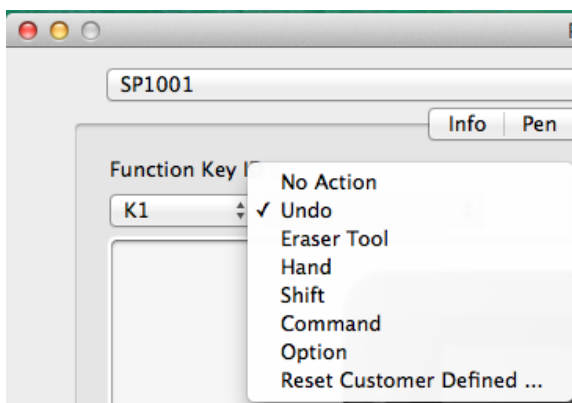 SP1001
Info Pen
Function Key
K1
No Action
✓ Undo
Eraser Tool
Hand
Shift
Command
Option
Reset Customer Defined ...